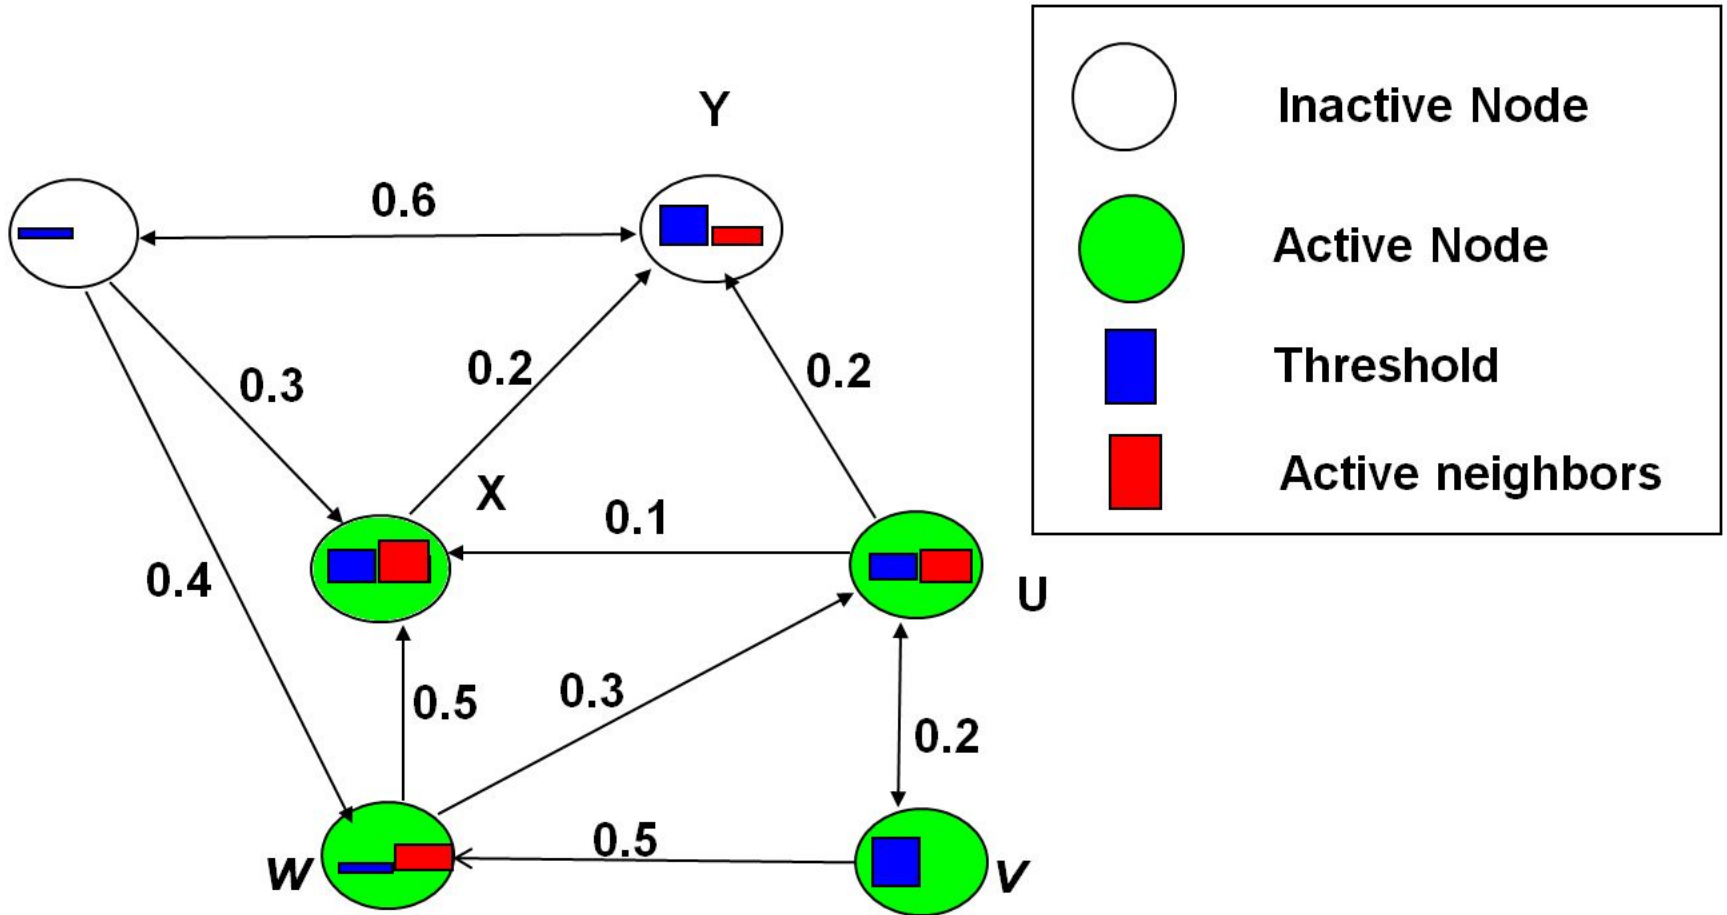 Y
Inactive Node
0.6
Active Node
0.3
0.2
0.2
Threshold
X
0.1
Active neighbors
0.4
U
0.5
0.3
0.2
0.5
W
V